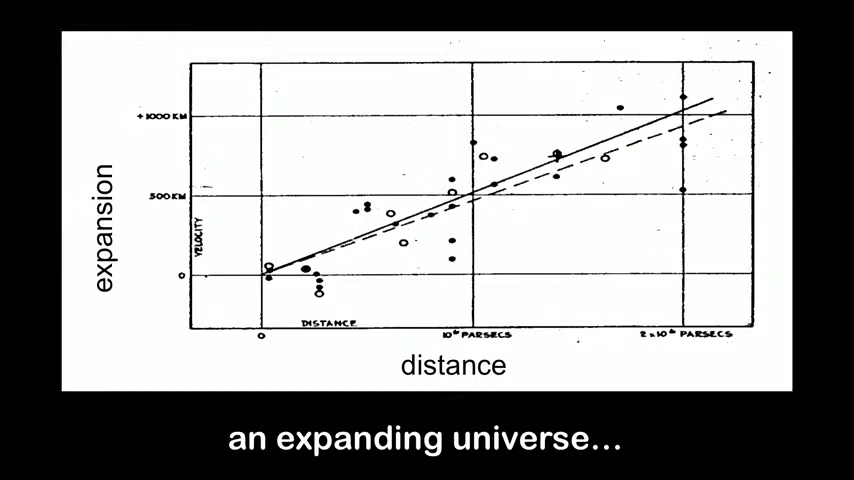 +1000 KM
500 KM
0
VELOCITY
expansion
DISTANCE
0
10⁶ PARSECS
2 x 10⁶ PARSECS
distance
an expanding universe...